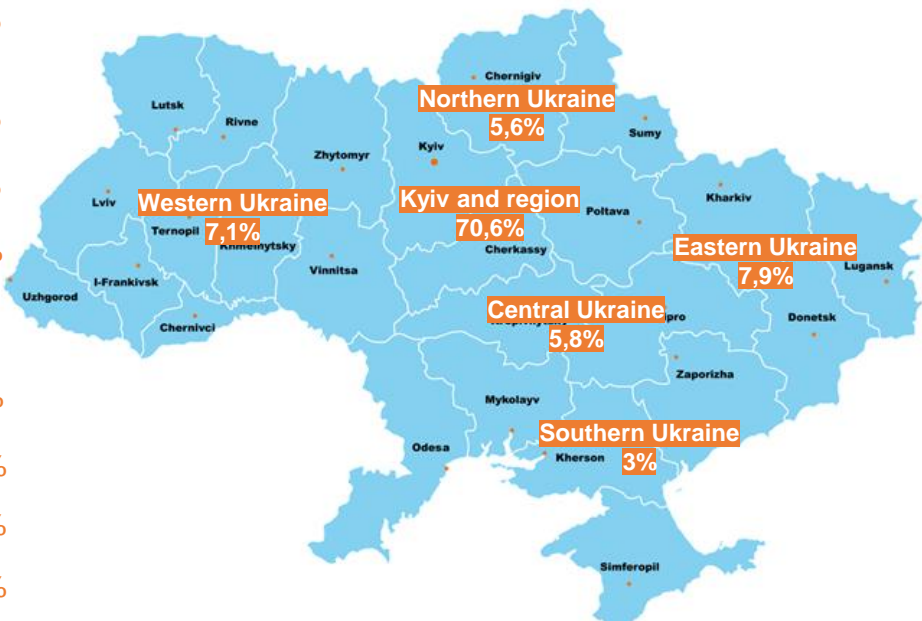 Chernigiv
Northern Ukraine
5,6%
Lutsk
Rivne
Sumy
Kyiv
Zhytomyr
Kharkiv
Lviv
Western Ukraine
7,1%
Kyiv and region
70,6%
Poltava
Ternopil
Khmelnytsky
Cherkassy
Eastern Ukraine
7,9%
Lugansk
Vinnitsa
I-Frankivsk
Uzhgorod
Central Ukraine
5,8%
Chernivci
Donetsk
Zaporizha
Mykolayv
Southern Ukraine
3%
Odesa
Kherson
Simferopil